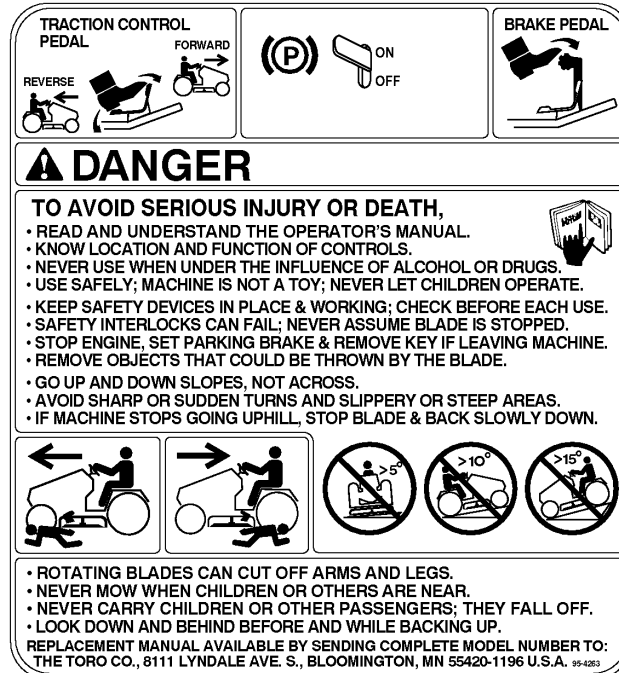 TRACTION CONTROL
PEDAL
FORWARD
REVERSE
(P)
ON
OFF
BRAKE PEDAL
DANGER
TO AVOID SERIOUS INJURY OR DEATH,
• READ AND UNDERSTAND THE OPERATOR'S MANUAL.
• KNOW LOCATION AND FUNCTION OF CONTROLS.
• NEVER USE WHEN UNDER THE INFLUENCE OF ALCOHOL OR DRUGS.
• USE SAFELY; MACHINE IS NOT A TOY; NEVER LET CHILDREN OPERATE.
• KEEP SAFETY DEVICES IN PLACE & WORKING; CHECK BEFORE EACH USE.
• SAFETY INTERLOCKS CAN FAIL; NEVER ASSUME BLADE IS STOPPED.
• STOP ENGINE, SET PARKING BRAKE & REMOVE KEY IF LEAVING MACHINE.
• REMOVE OBJECTS THAT COULD BE THROWN BY THE BLADE.
• GO UP AND DOWN SLOPES, NOT ACROSS.
• AVOID SHARP OR SUDDEN TURNS AND SLIPPERY OR STEEP AREAS.
• IF MACHINE STOPS GOING UPHILL, STOP BLADE & BACK SLOWLY DOWN.
>5°
>10°
>15°
• ROTATING BLADES CAN CUT OFF ARMS AND LEGS.
• NEVER MOW WHEN CHILDREN OR OTHERS ARE NEAR.
• NEVER CARRY CHILDREN OR OTHER PASSENGERS; THEY FALL OFF.
• LOOK DOWN AND BEHIND BEFORE AND WHILE BACKING UP.
REPLACEMENT MANUAL AVAILABLE BY SENDING COMPLETE MODEL NUMBER TO:
THE TORO CO., 8111 LYNDALE AVE. S., BLOOMINGTON, MN 55420-1196 U.S.A. 95-4263